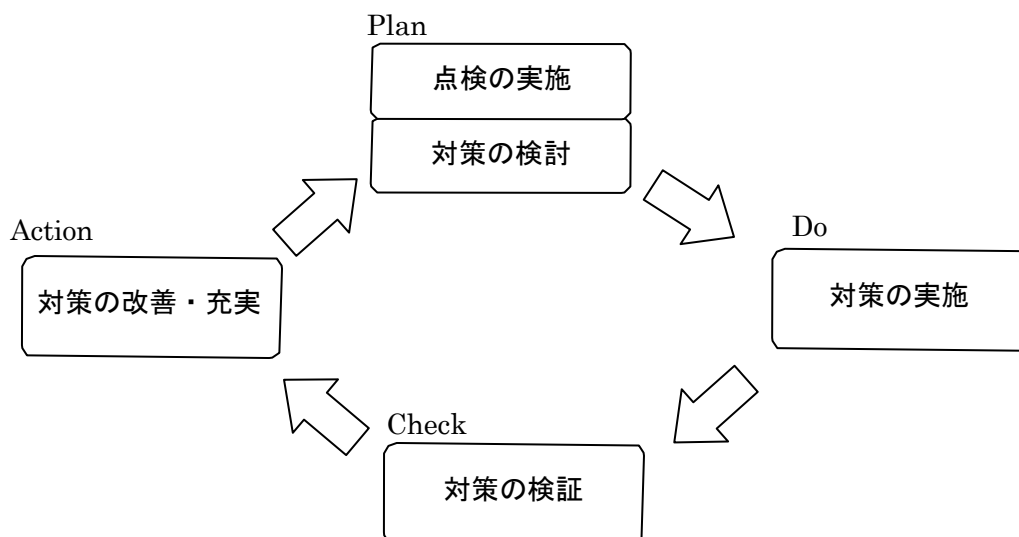 Plan
点検の実施
対策の検討
Action
対策の改善・充実
Do
対策の実施
Check
対策の検証